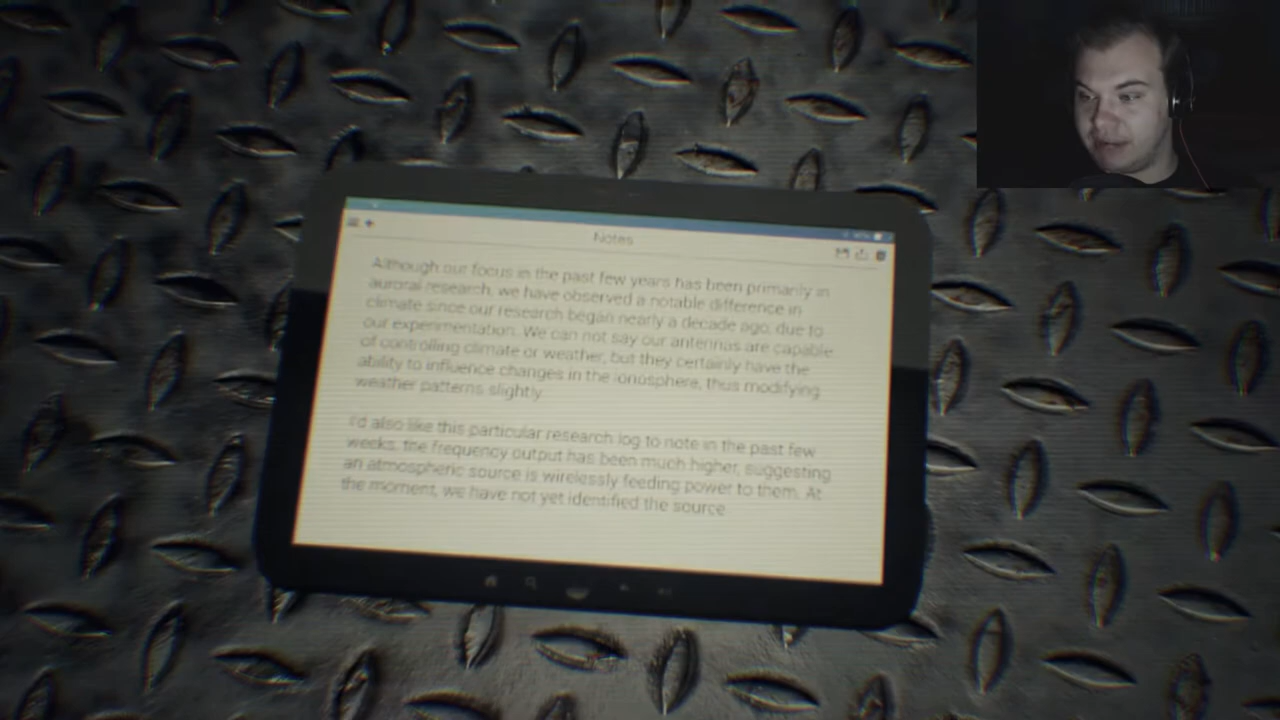 Notes
Although our focus in the past few years has been primarily in
auroral research, we have observed a notable difference in
climate since our research began nearly a decade ago, due to
our experimentation. We can not say our antennas are capable
of controlling climate or weather, but they certainly have the
ability to influence changes in the ionosphere, thus modifying
weather patterns slightly.
I'd also like this particular research log to note in the past few
weeks, the frequency output has been much higher, suggesting
an atmospheric source is wirelessly feeding power to them. At
the moment, we have not yet identified the source.